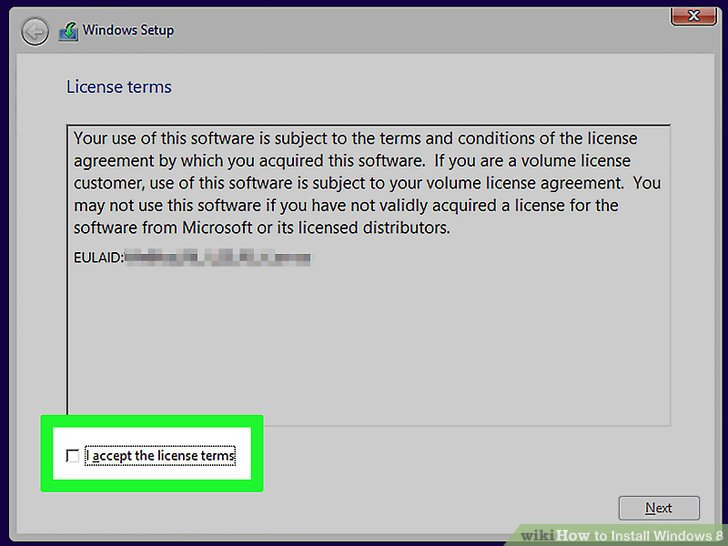 Windows Setup
License terms
Your use of this software is subject to the terms and conditions of the license
agreement by which you acquired this software.  If you are a volume license
customer, use of this software is subject to your volume license agreement.  You
may not use this software if you have not validly acquired a license for the
software from Microsoft or its licensed distributors.
EULAID:
I accept the license terms
Next
wikiHow to Install Windows 8